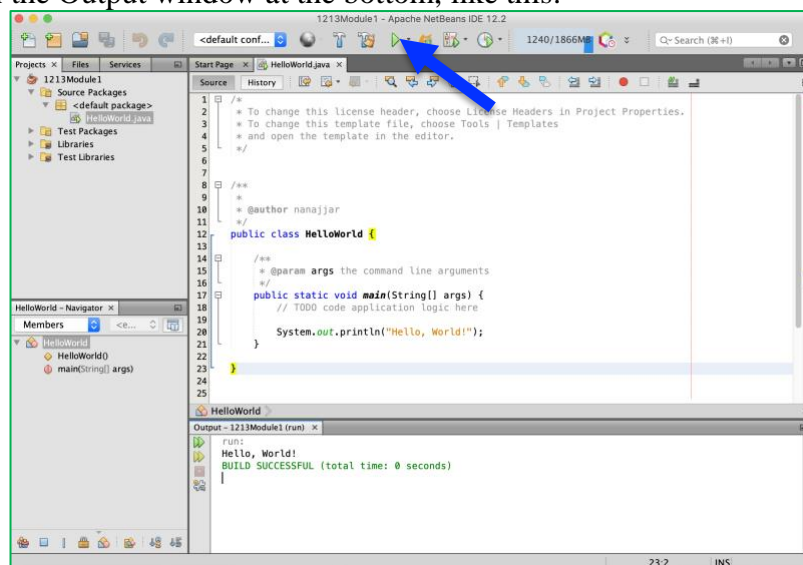 the Output window at the bottom, like this:
1213Module1 - Apache NetBeans IDE 12.2
<default conf...
1240/1866MB
Search (⌘+I)
Projects × Files Services
Start Page × HelloWorld.java ×
1213Module1
Source Packages
<default package>
HelloWorld.java
Test Packages
Libraries
Test Libraries
Source History
1 /*
2 * To change this license header, choose License Headers in Project Properties.
3 * To change this template file, choose Tools | Templates
4 * and open the template in the editor.
5 */
6
7
8 /**
9 *
10 * @author nanajjar
11 */
12 public class HelloWorld {
13
14 /**
15 * @param args the command line arguments
16 */
17 public static void main(String[] args) {
18 // TODO code application logic here
19
20 System.out.println("Hello, World!");
21 }
22
23 }
24
25
HelloWorld - Navigator ×
Members <e...
HelloWorld
HelloWorld()
main(String[] args)
HelloWorld
Output - 1213Module1 (run) ×
run:
Hello, World!
BUILD SUCCESSFUL (total time: 0 seconds)
23:2 INS